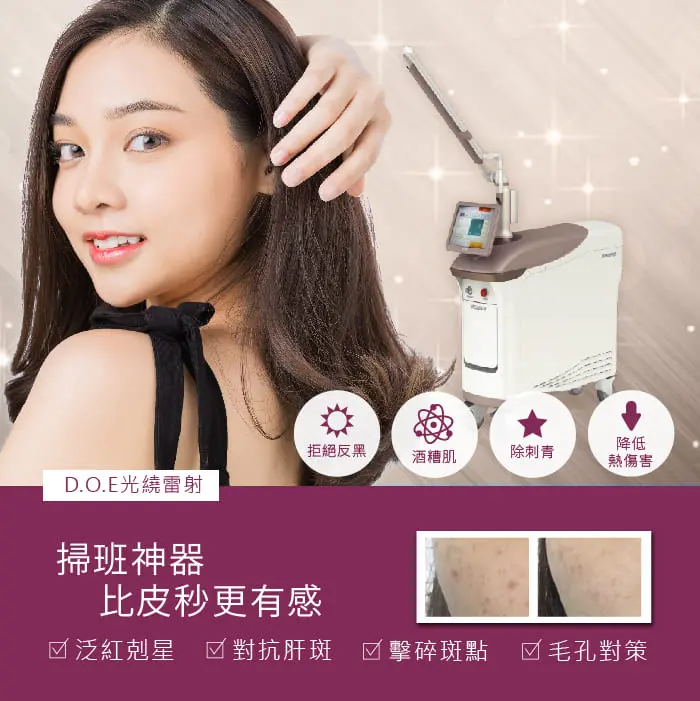 拒絕反黑
酒糟肌
除刺青
降低
熱傷害
D.O.E光繞雷射
掃班神器
比皮秒更有感
☑泛紅剋星
☑對抗肝斑
☑擊碎斑點
☑毛孔對策